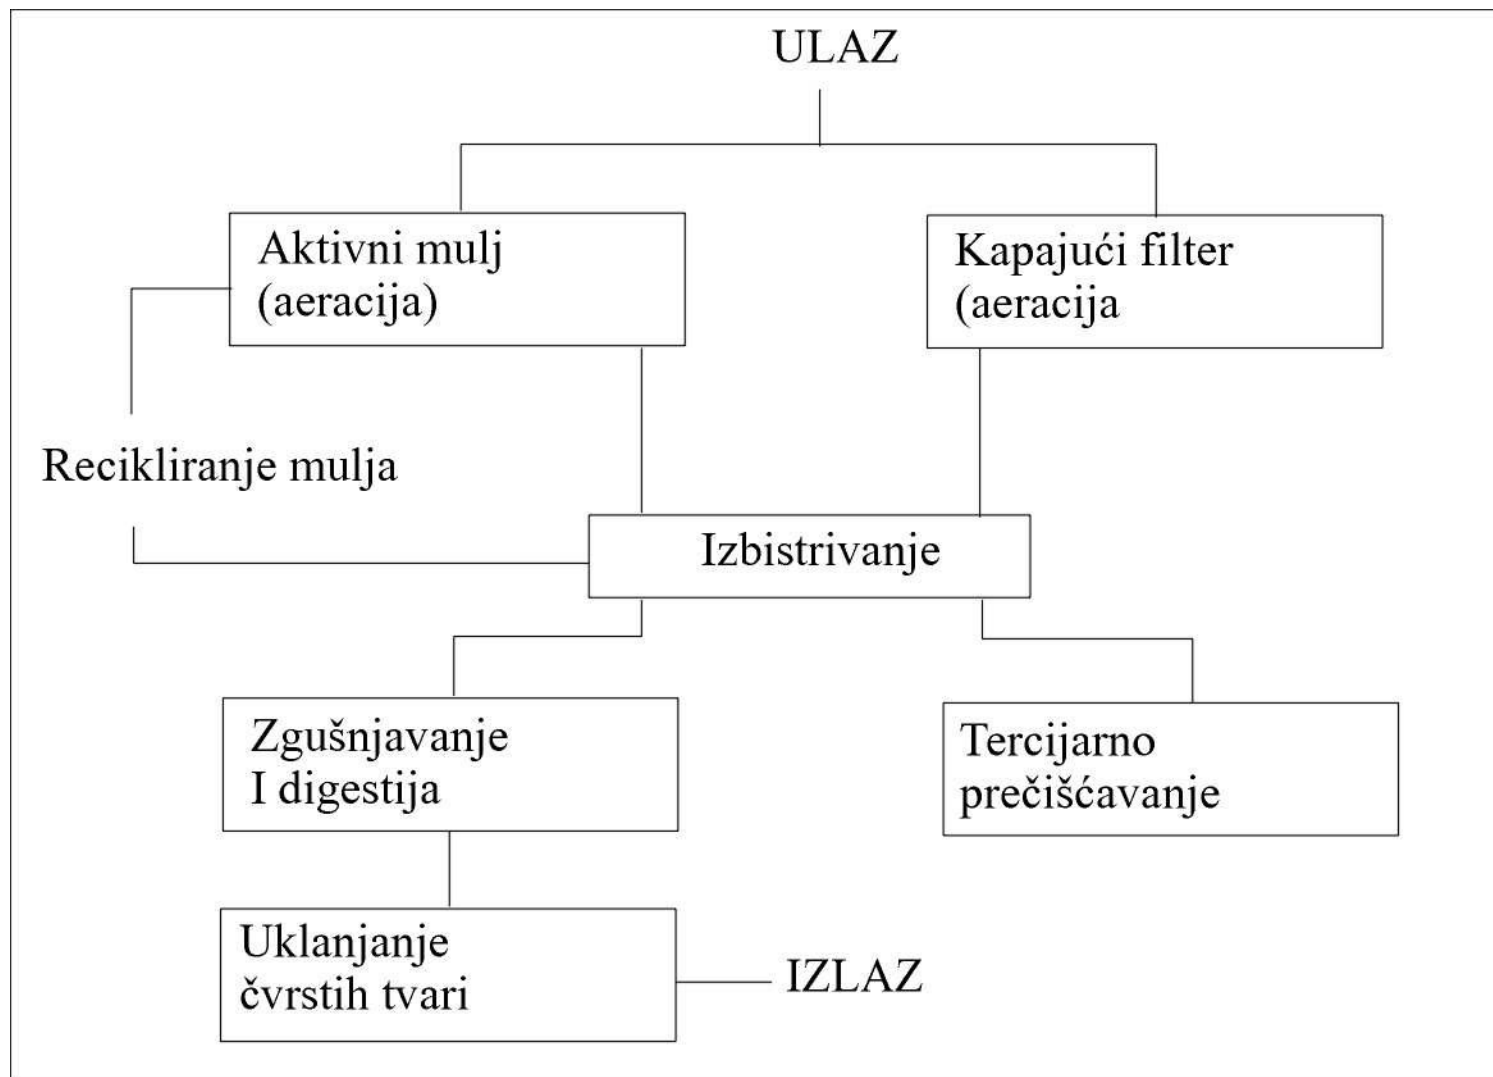 ULAZ
Aktivni mulj
(aeracija)
Kapajući filter
(aeracija
Recikliranje mulja
Izbistrivanje
Zgušnjavanje
I digestija
Tercijarno
prečišćavanje
Uklanjanje
čvrstih tvari
IZLAZ